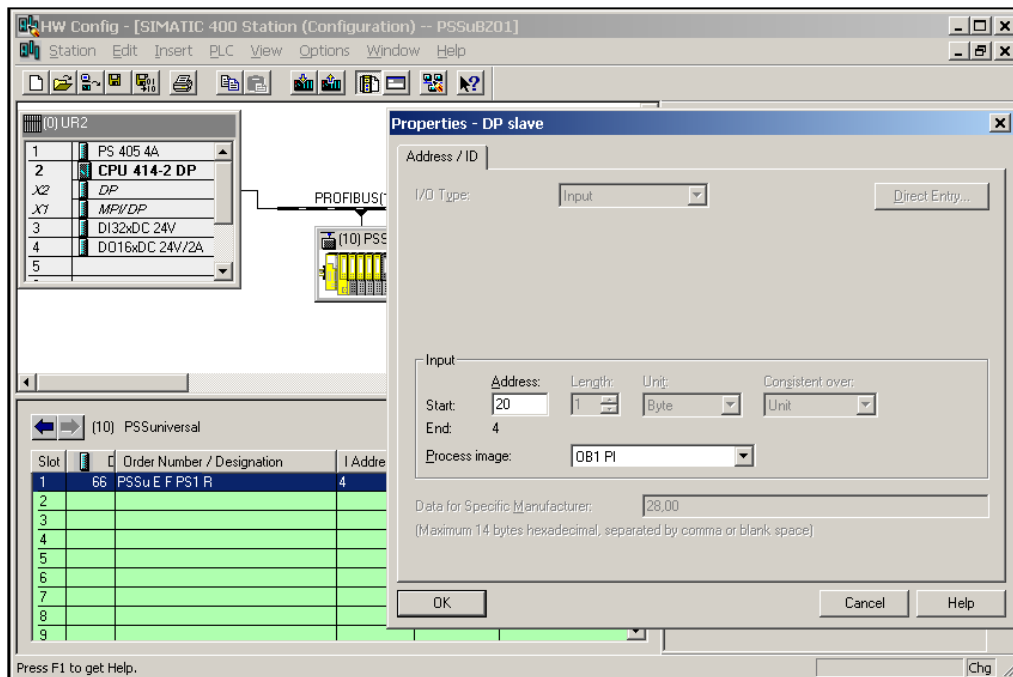 HW Config - [SIMATIC 400 Station (Configuration) -- PSSuBZ01]
Station Edit Insert PLC View Options Window Help
(0) UR2
1 PS 405 4A
2 CPU 414-2 DP
X2 DP
X1 MPI/DP
3 DI32xDC 24V
4 DO16xDC 24V/2A
5
PROFIBUS(
(10) PSS
Properties - DP slave
Address / ID
I/O Type: Input Direct Entry...
Input
Address: Length: Unit: Consistent over:
Start: 20 1 Byte Unit
End: 4
Process image: OB1 PI
Data for Specific Manufacturer: 28,00
(Maximum 14 bytes hexadecimal, separated by comma or blank space)
OK Cancel Help
(10) PSSuniversal
Slot D Order Number / Designation I Addre
1 66 PSSu E F PS1 R 4
2
3
4
5
6
7
8
9
Press F1 to get Help. Chg